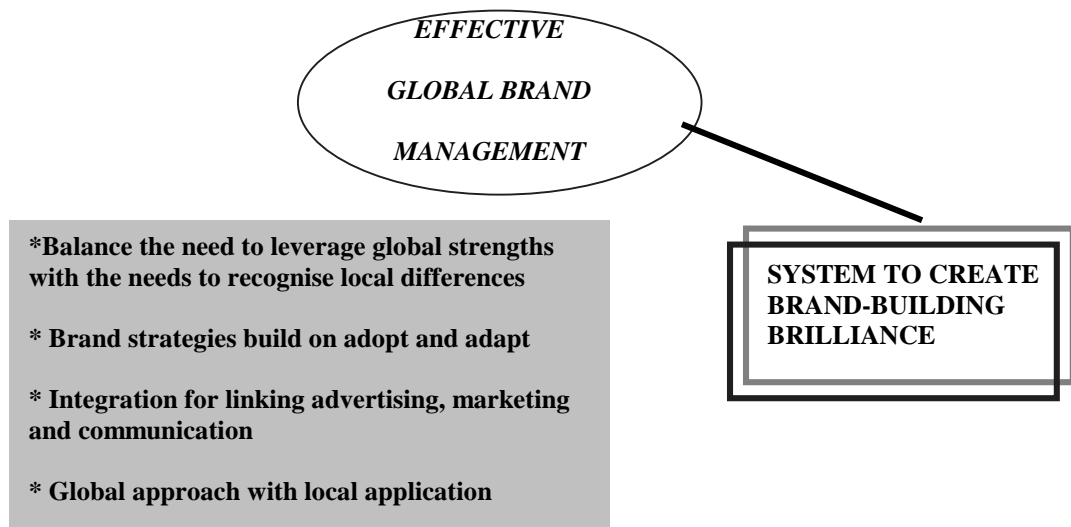 EFFECTIVE
GLOBAL BRAND
MANAGEMENT
*Balance the need to leverage global strengths
with the needs to recognise local differences
* Brand strategies build on adopt and adapt
* Integration for linking advertising, marketing
and communication
* Global approach with local application
SYSTEM TO CREATE
BRAND-BUILDING
BRILLIANCE